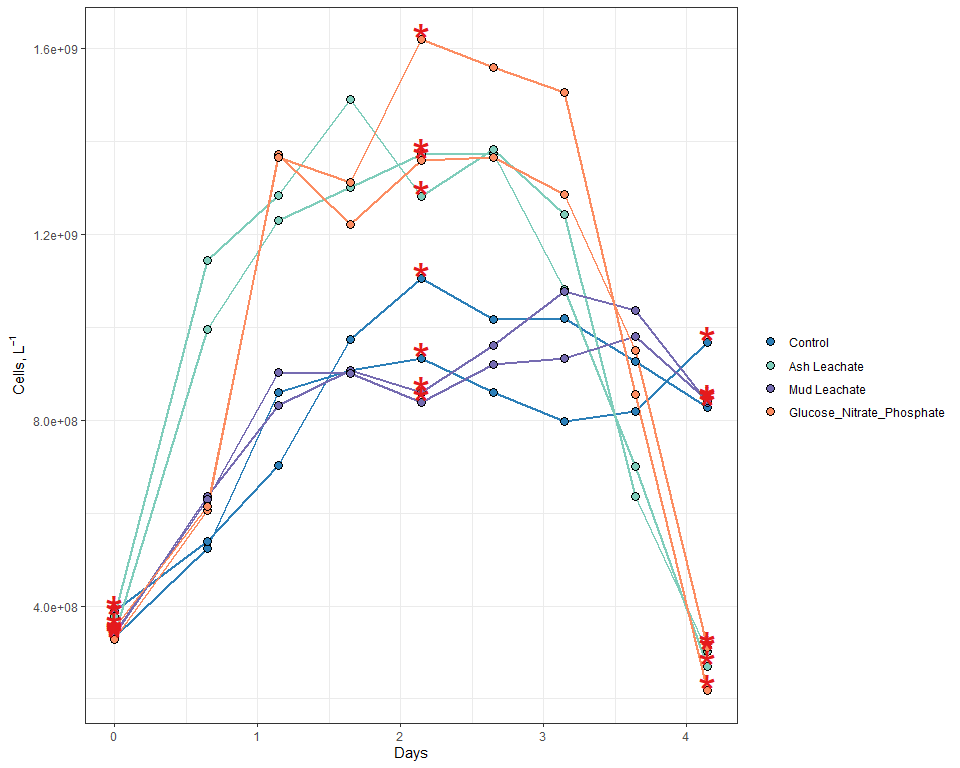 1.6e+09
1.2e+09
8.0e+08
4.0e+08
Cells, L⁻¹
0 1 2 3 4
Days
Control
Ash Leachate
Mud Leachate
Glucose_Nitrate_Phosphate